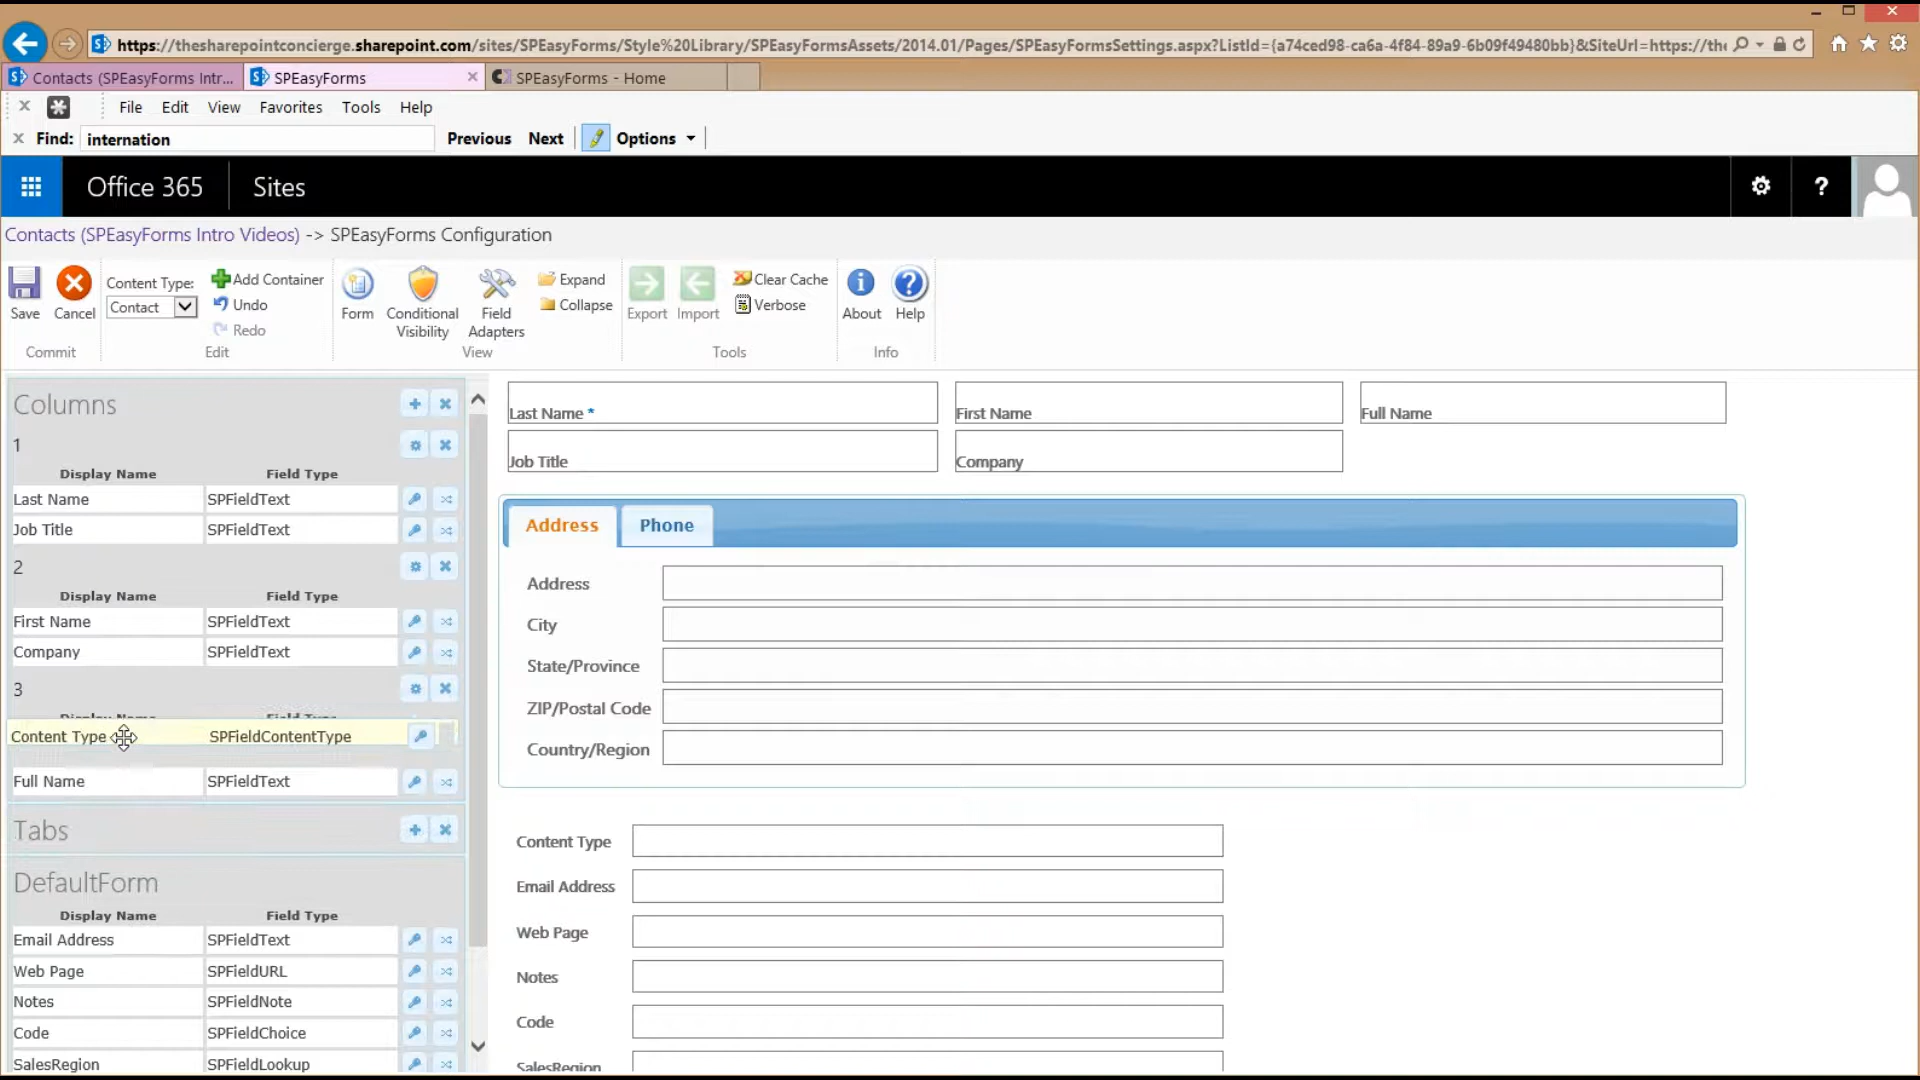 https://thesharepointconcierge.sharepoint.com/sites/SPEasyForms/Style%20Library/SPEasyFormsAssets/2014.01/Pages/SPEasyFormsSettings.aspx?ListId={a74ced98-ca6a-4f84-89a9-6b09f49480bb}&SiteUrl=https://the
Contacts (SPEasyForms Intr...
SPEasyForms
SPEasyForms - Home
File Edit View Favorites Tools Help
Find: internation Previous Next Options
Office 365 Sites
Contacts (SPEasyForms Intro Videos) -> SPEasyForms Configuration
Save
Cancel
Commit
Content Type:
Contact
Add Container
Undo
Redo
Edit
Form
Conditional
Visibility
Field
Adapters
Expand
Collapse
View
Export
Import
Clear Cache
Verbose
Tools
About
Help
Info
Columns
1
Display Name Field Type
Last Name SPFieldText
Job Title SPFieldText
2
Display Name Field Type
First Name SPFieldText
Company SPFieldText
3
Display Name Field Type
Content Type SPFieldContentType
Full Name SPFieldText
Tabs
DefaultForm
Display Name Field Type
Email Address SPFieldText
Web Page SPFieldURL
Notes SPFieldNote
Code SPFieldChoice
SalesRegion SPFieldLookup
Last Name * First Name Full Name
Job Title Company
Address Phone
Address
City
State/Province
ZIP/Postal Code
Country/Region
Content Type
Email Address
Web Page
Notes
Code
SalesRegion